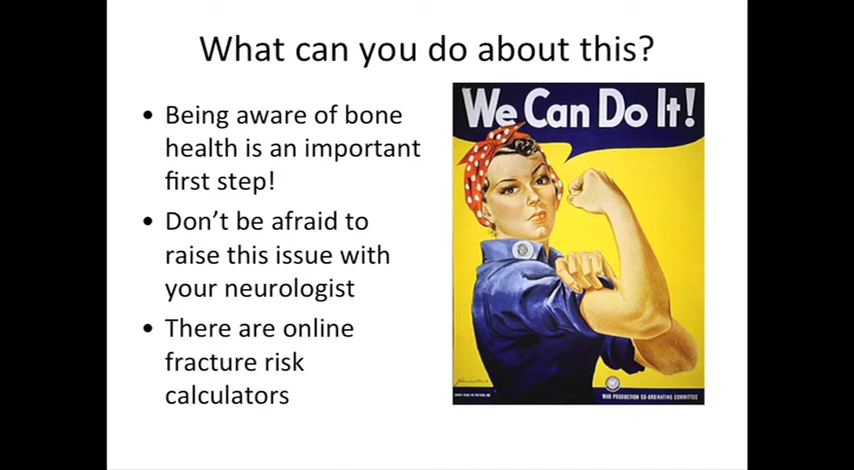 What can you do about this?
• Being aware of bone
health is an important
first step!
• Don't be afraid to
raise this issue with
your neurologist
• There are online
fracture risk
calculators
We Can Do It!
WAR PRODUCTION CO-ORDINATING COMMITTEE